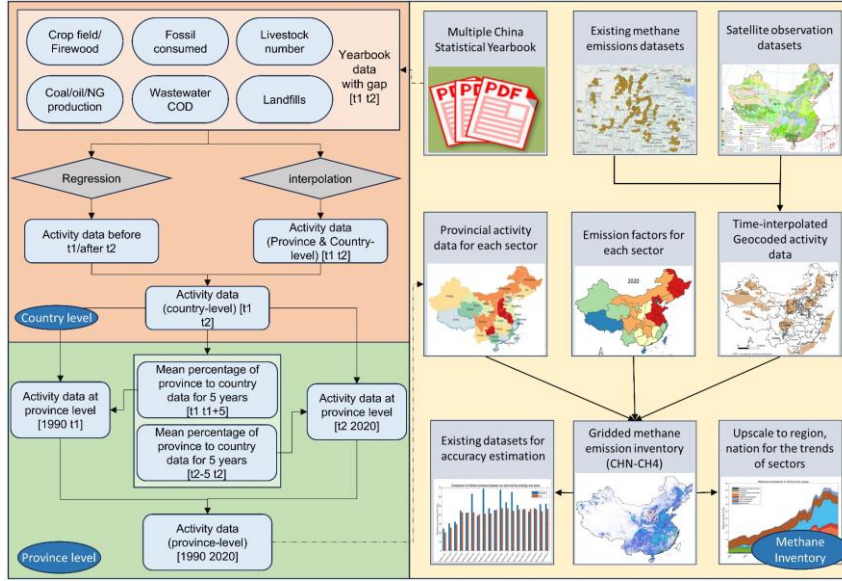 Crop field/
Firewood
Fossil
consumed
Livestock
number
Coal/oil/NG
production
Wastewater
COD
Landfills
Yearbook
data
with gap
[t1 t2]
Regression
interpolation
Activity data before
t1/after t2
Activity data
(Province & Country-
level) [t1 t2]
Activity data
(country-level) [t1
t2]
Country level
Activity data at
province level
[1990 t1]
Mean percentage of
province to country
data for 5 years
[t1 t1+5]
Mean percentage of
province to country
data for 5 years
[t2-5 t2]
Activity data at
province level
[t2 2020]
Activity data
(province-level)
[1990 2020]
Province level
Multiple China
Statistical Yearbook
PDF
PDF
PDF
Existing methane
emissions datasets
Satellite observation
datasets
Provincial activity
data for each sector
Emission factors for
each sector
2020
Time-interpolated
Geocoded activity
data
Existing datasets for
accuracy estimation
Gridded methane
emission inventory
(CHN-CH4)
Upscale to region,
nation for the trends
of sectors
Methane
Inventory